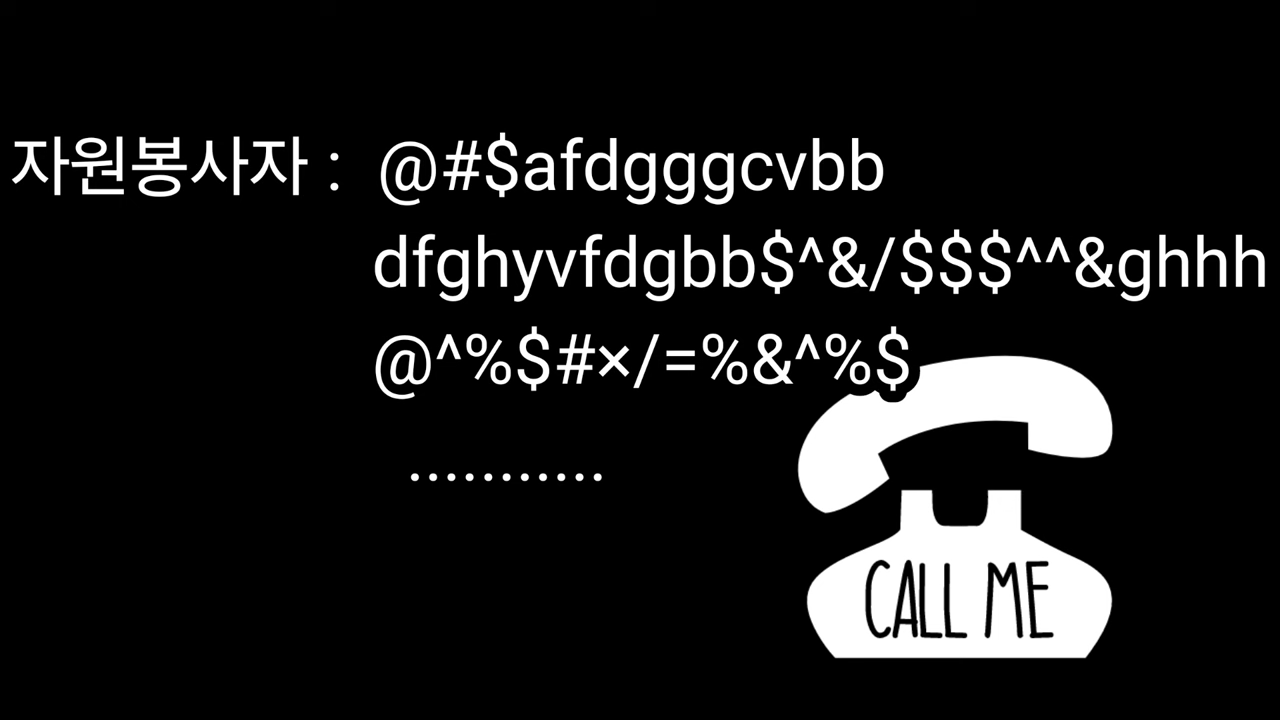 자원봉사자 : @#$afdgggcvbb
dfghyvfdgbb$^&/$$$^^&ghhh
@^%$#×/=%&^%$
...........
CALL ME